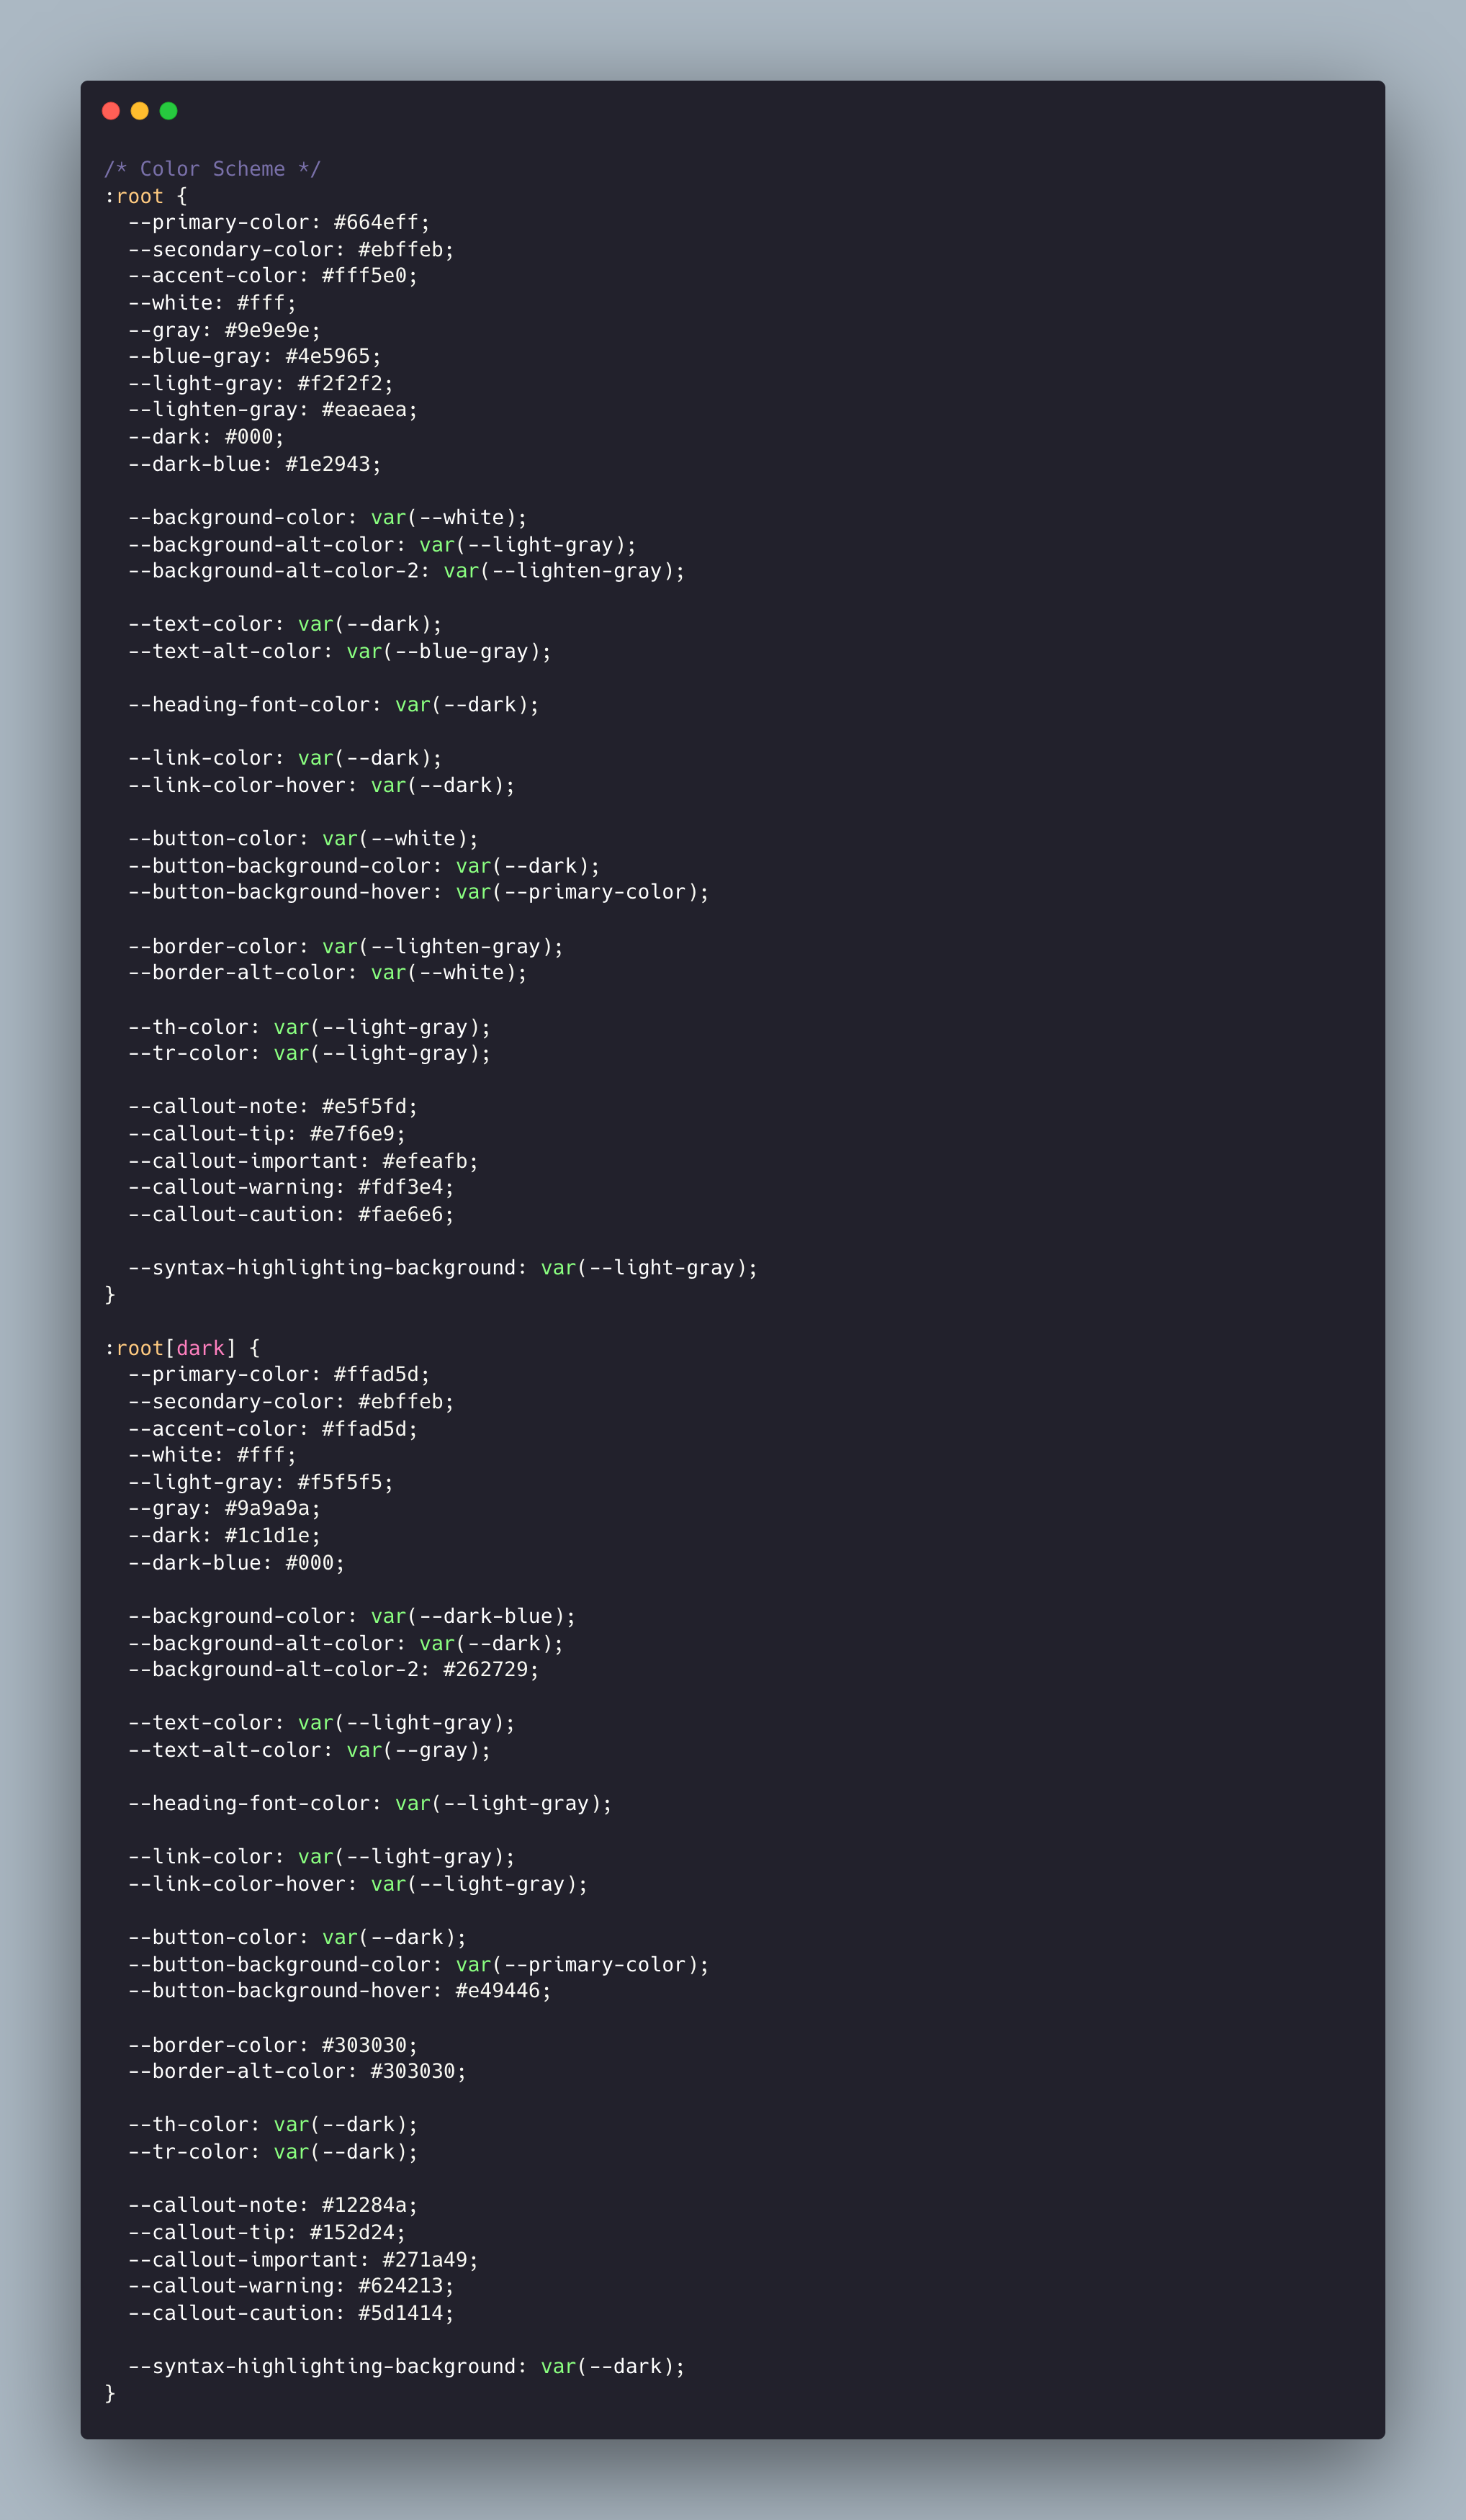 /* Color Scheme */
:root {
  --primary-color: #664eff;
  --secondary-color: #ebffeb;
  --accent-color: #fff5e0;
  --white: #fff;
  --gray: #9e9e9e;
  --blue-gray: #4e5965;
  --light-gray: #f2f2f2;
  --lighten-gray: #eaeaea;
  --dark: #000;
  --dark-blue: #1e2943;

  --background-color: var(--white);
  --background-alt-color: var(--light-gray);
  --background-alt-color-2: var(--lighten-gray);

  --text-color: var(--dark);
  --text-alt-color: var(--blue-gray);

  --heading-font-color: var(--dark);

  --link-color: var(--dark);
  --link-color-hover: var(--dark);

  --button-color: var(--white);
  --button-background-color: var(--dark);
  --button-background-hover: var(--primary-color);

  --border-color: var(--lighten-gray);
  --border-alt-color: var(--white);

  --th-color: var(--light-gray);
  --tr-color: var(--light-gray);

  --callout-note: #e5f5fd;
  --callout-tip: #e7f6e9;
  --callout-important: #efeafb;
  --callout-warning: #fdf3e4;
  --callout-caution: #fae6e6;

  --syntax-highlighting-background: var(--light-gray);
}

:root[dark] {
  --primary-color: #ffad5d;
  --secondary-color: #ebffeb;
  --accent-color: #ffad5d;
  --white: #fff;
  --light-gray: #f5f5f5;
  --gray: #9a9a9a;
  --dark: #1c1d1e;
  --dark-blue: #000;

  --background-color: var(--dark-blue);
  --background-alt-color: var(--dark);
  --background-alt-color-2: #262729;

  --text-color: var(--light-gray);
  --text-alt-color: var(--gray);

  --heading-font-color: var(--light-gray);

  --link-color: var(--light-gray);
  --link-color-hover: var(--light-gray);

  --button-color: var(--dark);
  --button-background-color: var(--primary-color);
  --button-background-hover: #e49446;

  --border-color: #303030;
  --border-alt-color: #303030;

  --th-color: var(--dark);
  --tr-color: var(--dark);

  --callout-note: #12284a;
  --callout-tip: #152d24;
  --callout-important: #271a49;
  --callout-warning: #624213;
  --callout-caution: #5d1414;

  --syntax-highlighting-background: var(--dark);
}